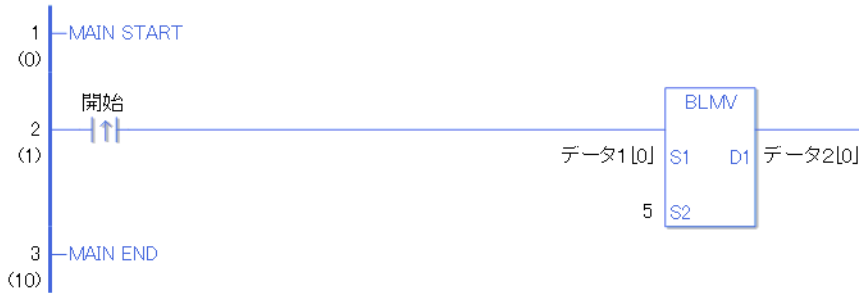 1 MAIN START
(0)
開始
BLMV
2
(1) データ1[0] S1 D1 データ2[0]
5 S2
3 MAIN END
(10)